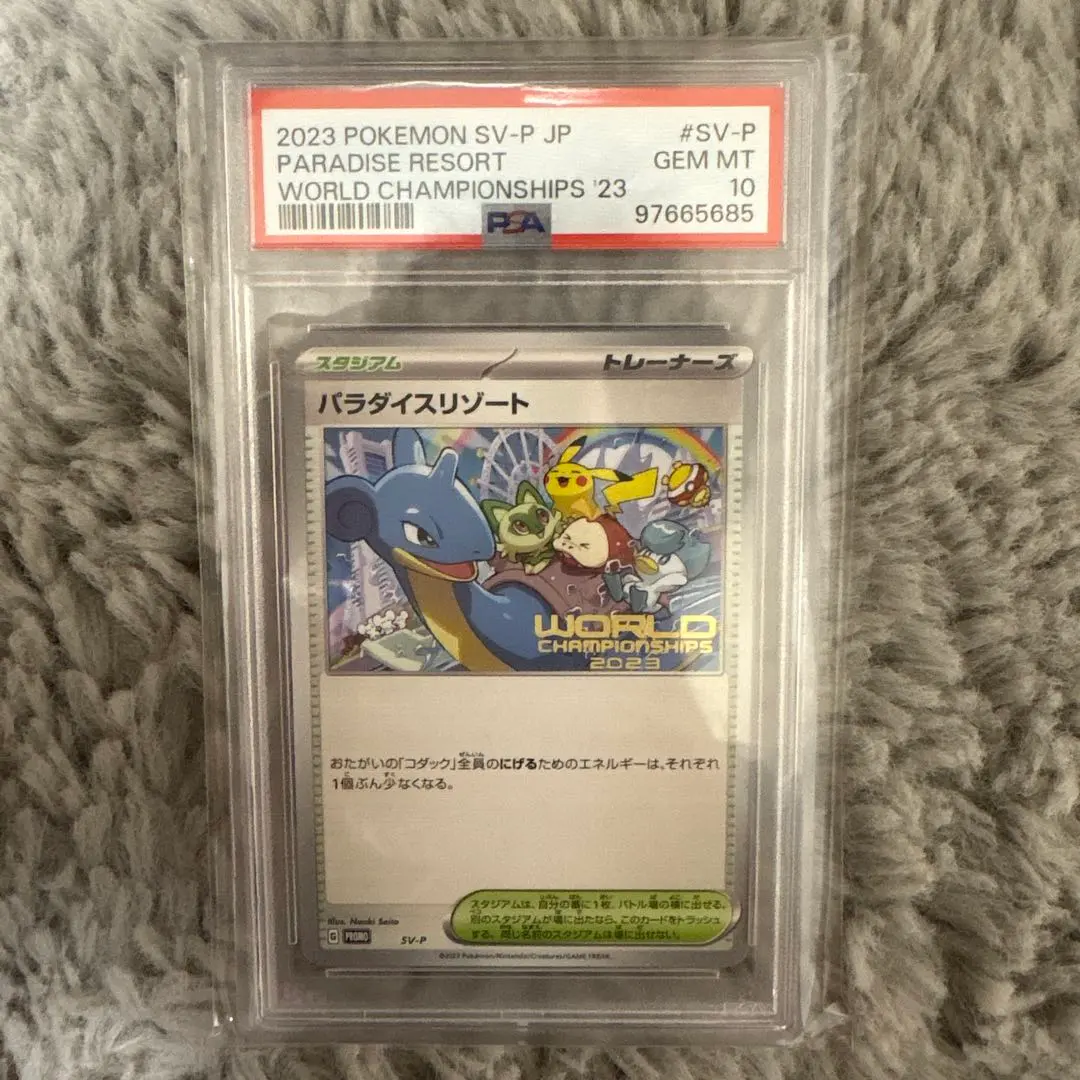 2023 POKEMON SV-P JP #SV-P
PARADISE RESORT GEM MT
WORLD CHAMPIONSHIPS '23 10
97665685
PSA
スタジアム トレーナーズ
パラダイスリゾート
WORLD
CHAMPIONSHIPS
2023
おたがいの「コダック」全員のにげるためのエネルギーは、それぞれ
1個ぶん少なくなる。
スタジアムは、自分の番に1枚、バトル場の横に出せる。
別のスタジアムが場に出たなら、このカードをトラッシュ
する。同じ名前のスタジアムは場に出せない。
Illus. Naoki Saito
G PROMO SV-P
©2023 Pokémon/Nintendo/Creatures/GAME FREAK.